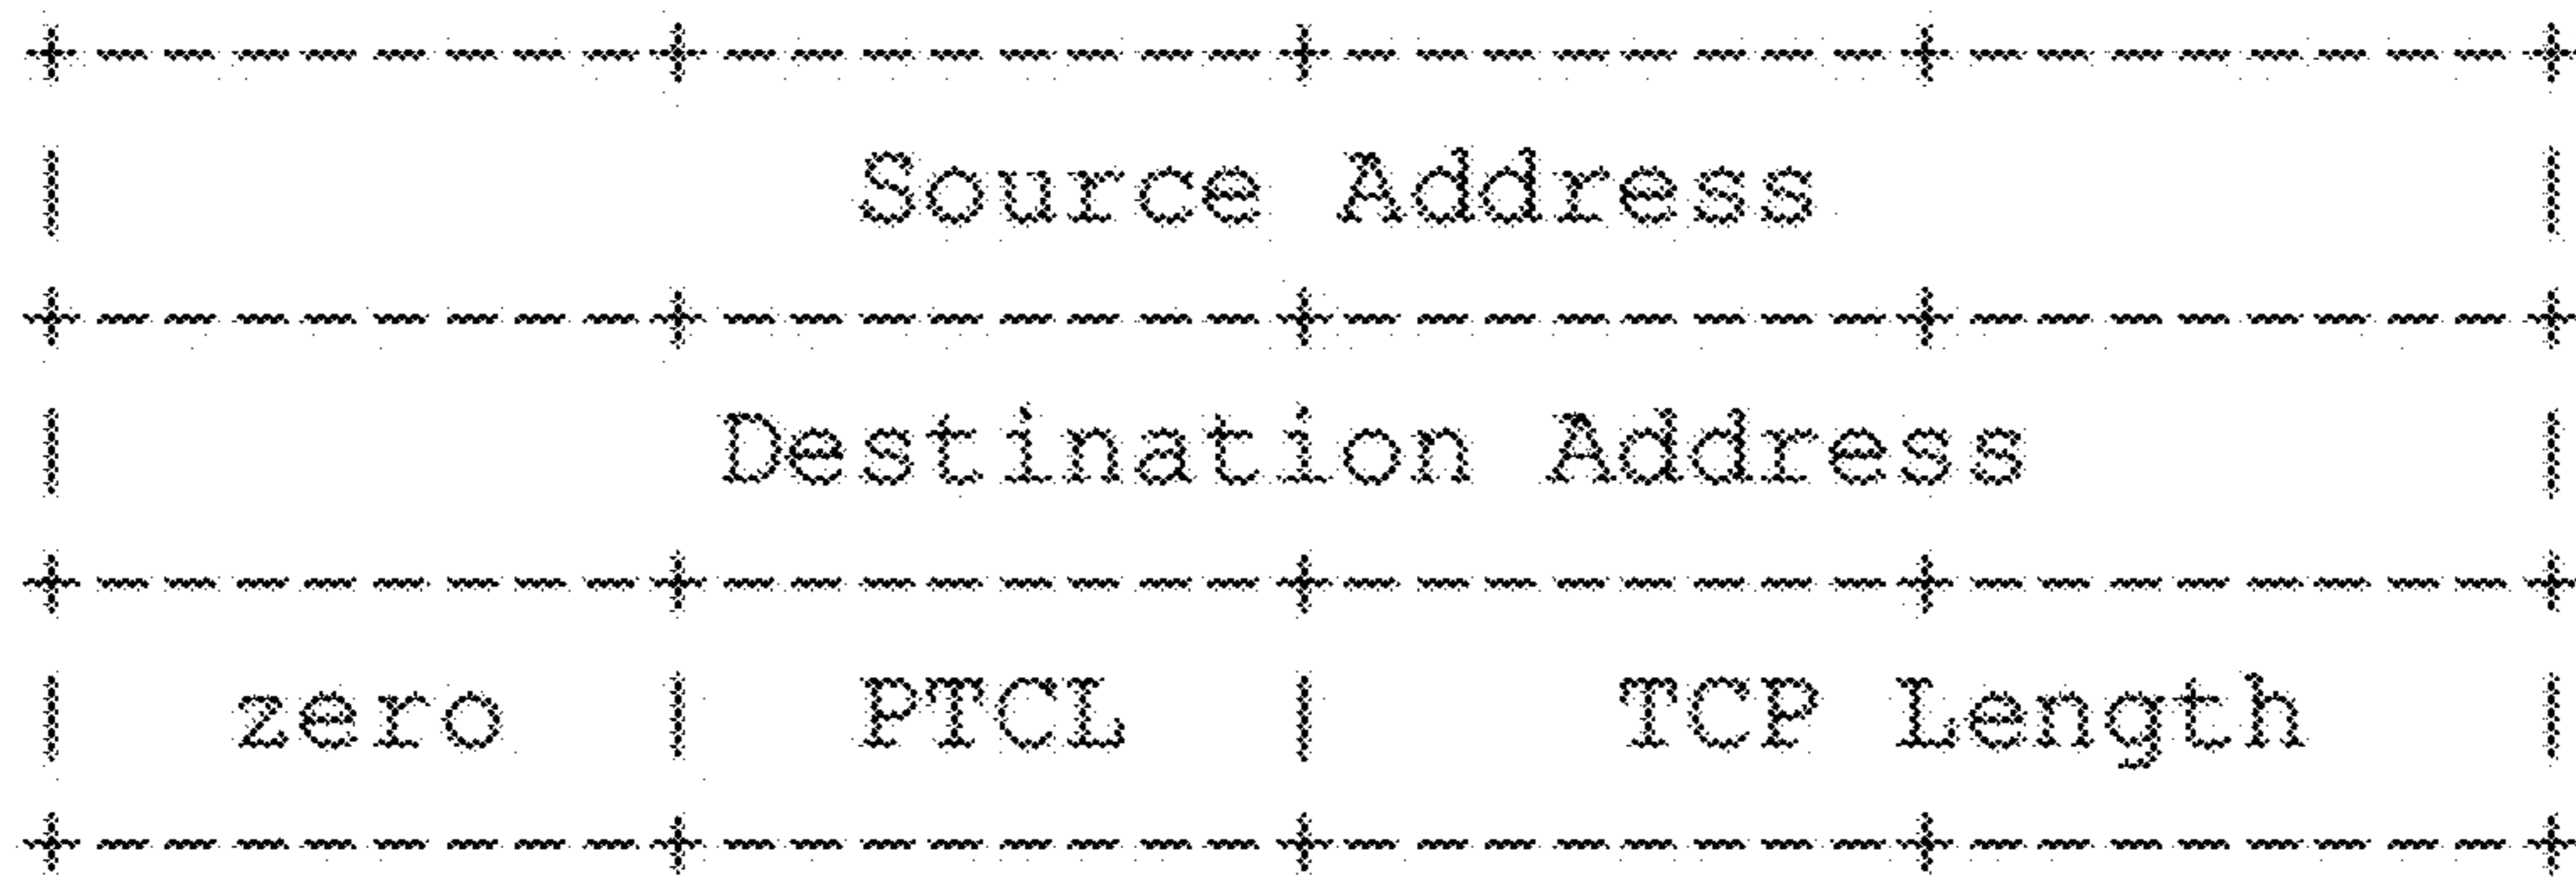 +--------+--------+--------+--------+
|           Source Address          |
+--------+--------+--------+--------+
|         Destination Address       |
+--------+--------+--------+--------+
|  zero  |  PTCL  |    TCP Length   |
+--------+--------+--------+--------+